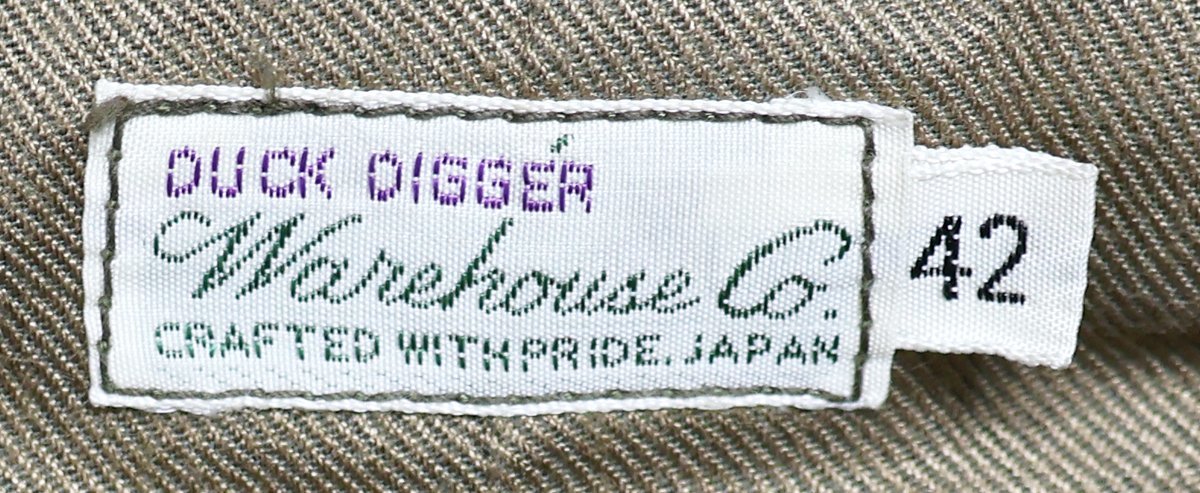 DUCK DIGGER
Warehouse Co.
CRAFTED WITH PRIDE. JAPAN
42